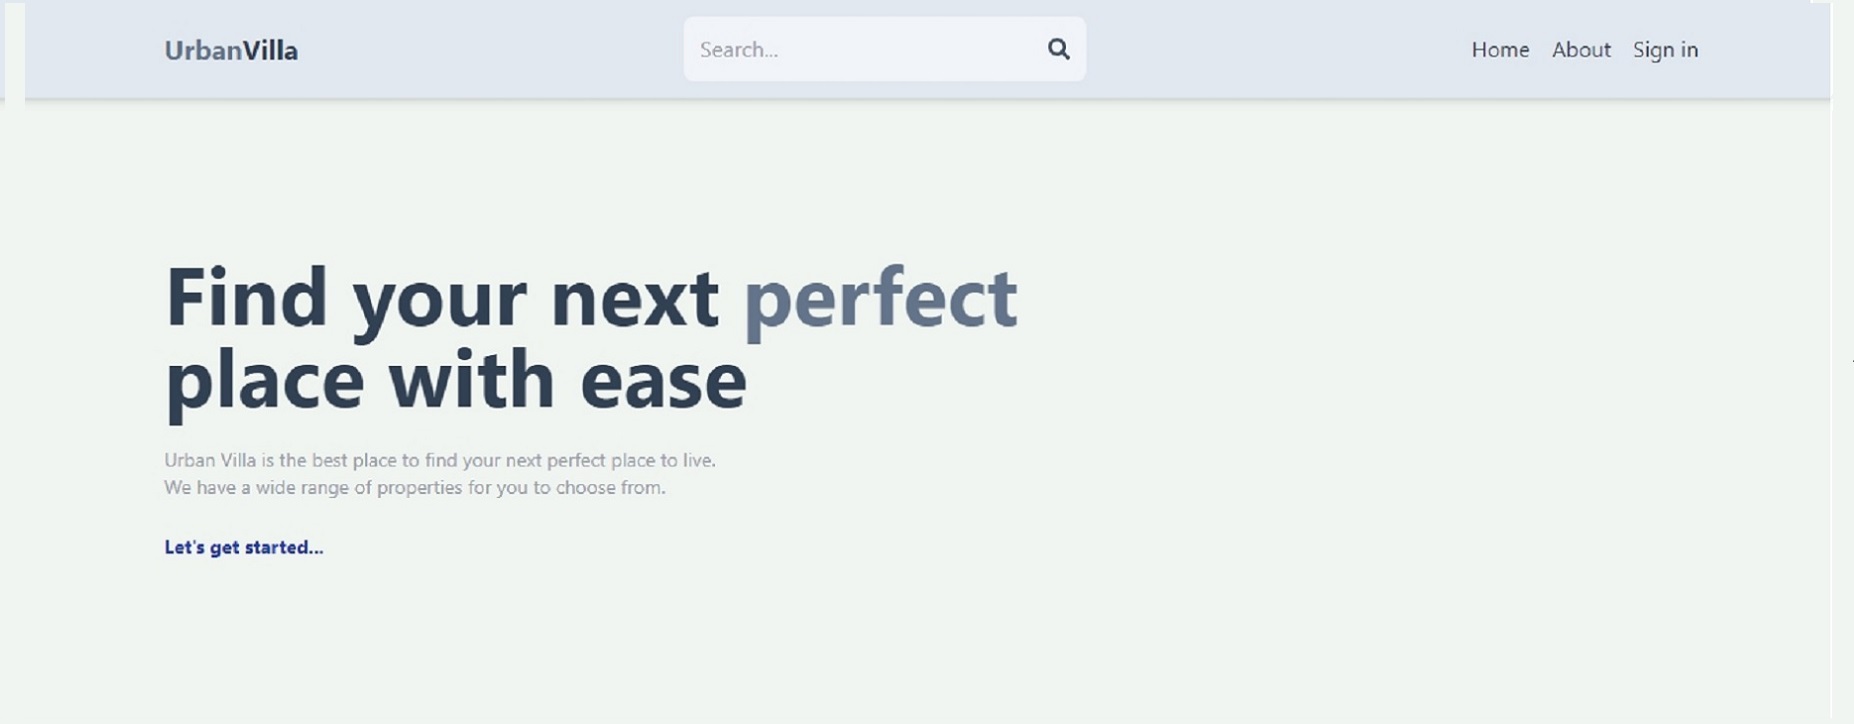 UrbanVilla
Search...
Home About Sign in
Find your next perfect
place with ease
Urban Villa is the best place to find your next perfect place to live.
We have a wide range of properties for you to choose from.
Let's get started...